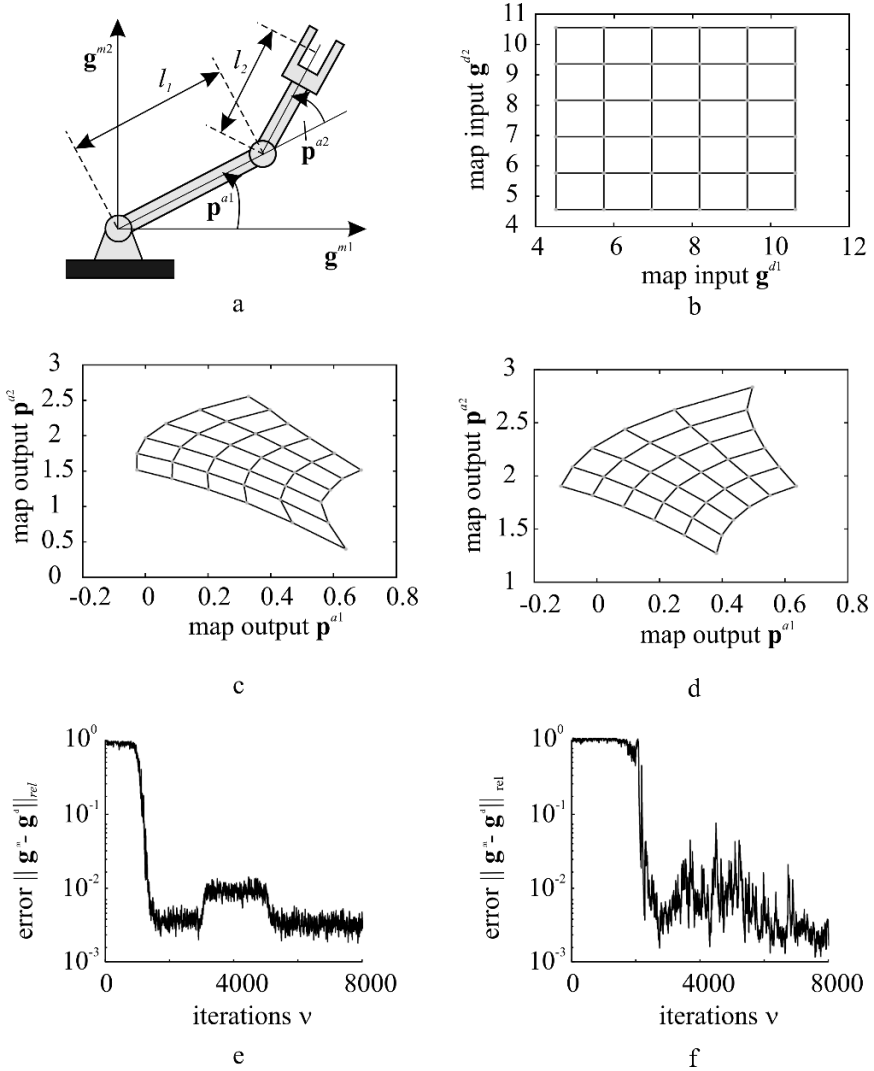 g^{m2}
l_1
l_2
p^{a2}
p^{a1}
g^{m1}
a
map input g^{d2}
11
10
9
8
7
6
5
4
4 6 8 10 12
map input g^{d1}
b
map output p^{a2}
3
2.5
2
1.5
1
0.5
0
-0.2 0 0.2 0.4 0.6 0.8
map output p^{a1}
c
map output p^{a2}
3
2.5
2
1.5
1
-0.2 0 0.2 0.4 0.6 0.8
map output p^{a1}
d
error || g^m - g^d ||_{rel}
10^0
10^{-1}
10^{-2}
10^{-3}
0 4000 8000
iterations ν
e
error || g^m - g^d || _{rel}
10^0
10^{-1}
10^{-2}
10^{-3}
0 4000 8000
iterations ν
f